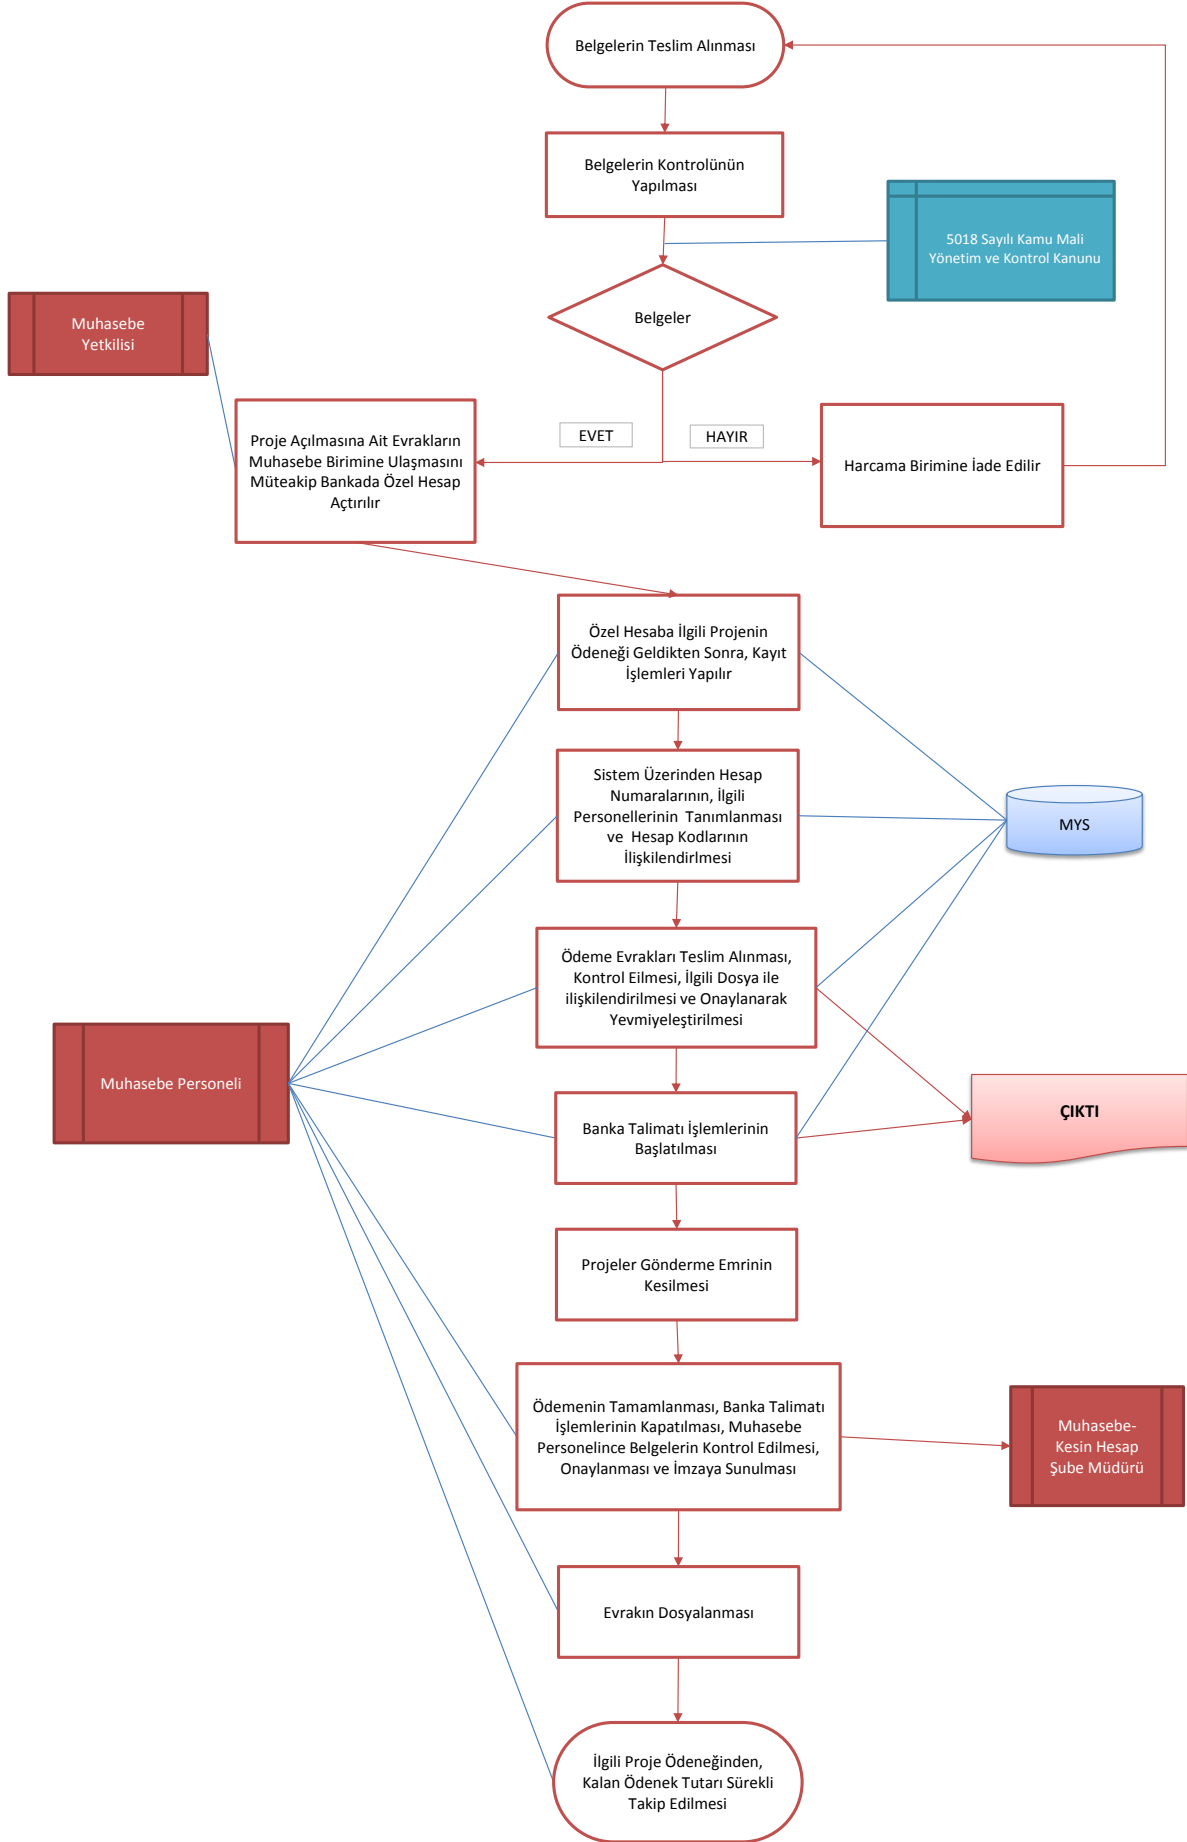 Belgelerin Teslim Alınması
Belgelerin Kontrolünün
Yapılması
5018 Sayılı Kamu Mali
Yönetim ve Kontrol Kanunu
Belgeler
Muhasebe
Yetkilisi
EVET
HAYIR
Proje Açılmasına Ait Evrakların
Muhasebe Birimine Ulaşmasını
Müteakip Bankada Özel Hesap
Açtırılır
Harcama Birimine İade Edilir
Özel Hesaba İlgili Projenin
Ödeneği Geldikten Sonra, Kayıt
İşlemleri Yapılır
Sistem Üzerinden Hesap
Numaralarının, İlgili
Personellerinin Tanımlanması
ve Hesap Kodlarının
İlişkilendirlmesi
MYS
Ödeme Evrakları Teslim Alınması,
Kontrol Eilmesi, İlgili Dosya ile
ilişkilendirilmesi ve Onaylanarak
Yevmiyeleştirilmesi
Muhasebe Personeli
ÇIKTI
Banka Talimatı İşlemlerinin
Başlatılması
Projeler Gönderme Emrinin
Kesilmesi
Ödemenin Tamamlanması, Banka Talimatı
İşlemlerinin Kapatılması, Muhasebe
Personelince Belgelerin Kontrol Edilmesi,
Onaylanması ve İmzaya Sunulması
Muhasebe-
Kesin Hesap
Şube Müdürü
Evrakın Dosyalanması
İlgili Proje Ödeneğinden,
Kalan Ödenek Tutarı Sürekli
Takip Edilmesi